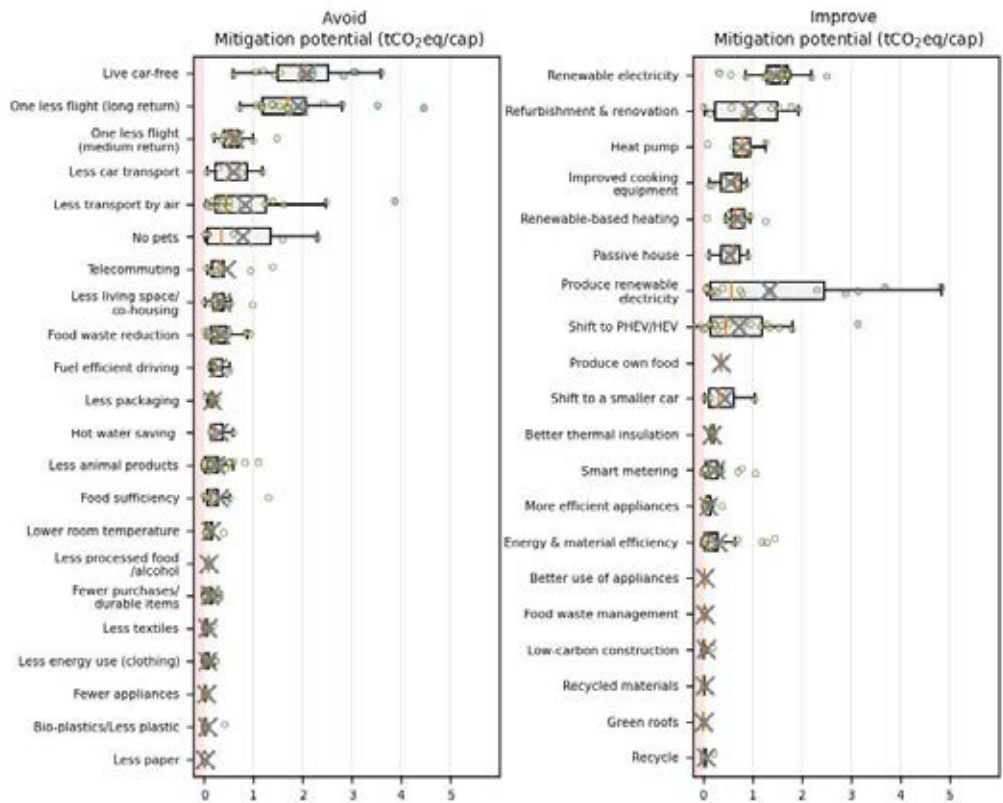 Avoid
Mitigation potential (tCO₂eq/cap)
Live car-free
One less flight (long return)
One less flight
(medium return)
Less car transport
Less transport by air
No pets
Telecommuting
Less living space/
co-housing
Food waste reduction
Fuel efficient driving
Less packaging
Hot water saving
Less animal products
Food sufficiency
Lower room temperature
Less processed food
/alcohol
Fewer purchases/
durable items
Less textiles
Less energy use (clothing)
Fewer appliances
Bio-plastics/Less plastic
Less paper
0 1 2 3 4 5
Improve
Mitigation potential (tCO₂eq/cap)
Renewable electricity
Refurbishment & renovation
Heat pump
Improved cooking
equipment
Renewable-based heating
Passive house
Produce renewable
electricity
Shift to PHEV/HEV
Produce own food
Shift to a smaller car
Better thermal insulation
Smart metering
More efficient appliances
Energy & material efficiency
Better use of appliances
Food waste management
Low-carbon construction
Recycled materials
Green roofs
Recycle
0 1 2 3 4 5